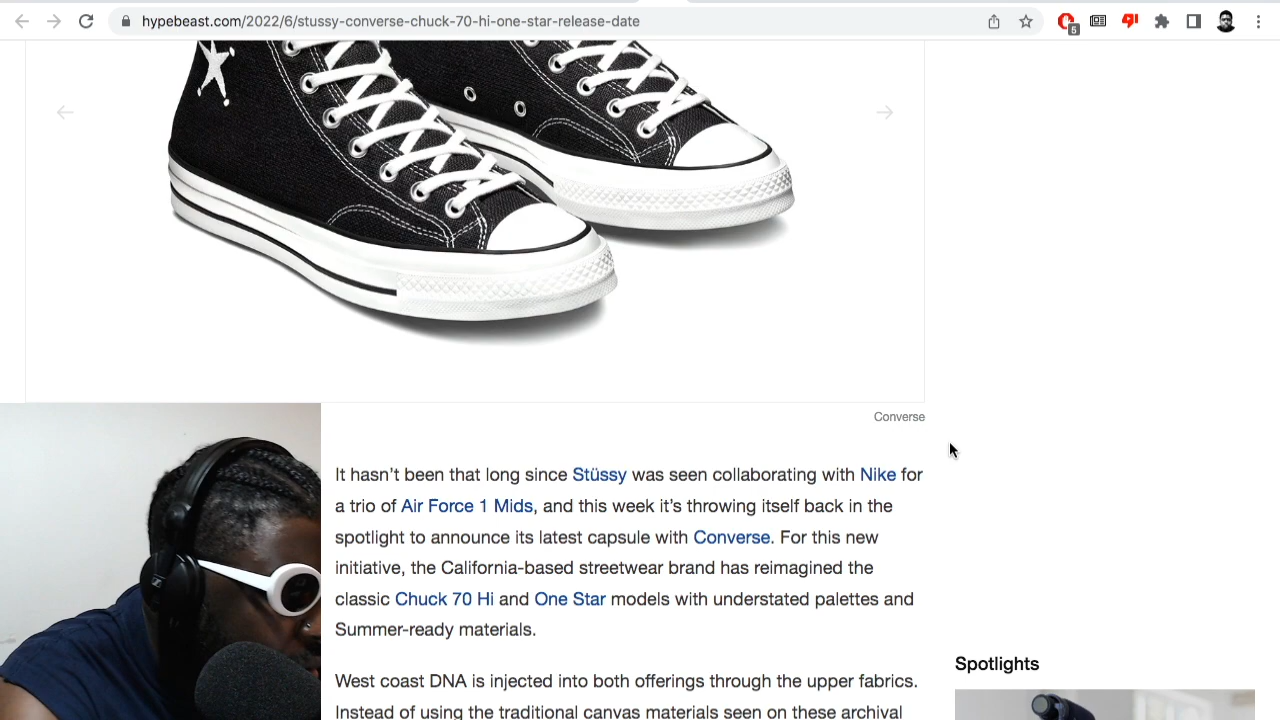 hypebeast.com/2022/6/stussy-converse-chuck-70-hi-one-star-release-date
5
Converse
It hasn’t been that long since Stüssy was seen collaborating with Nike for
a trio of Air Force 1 Mids, and this week it’s throwing itself back in the
spotlight to announce its latest capsule with Converse. For this new
initiative, the California-based streetwear brand has reimagined the
classic Chuck 70 Hi and One Star models with understated palettes and
Summer-ready materials.
Spotlights
West coast DNA is injected into both offerings through the upper fabrics.
Instead of using the traditional canvas materials seen on these archival